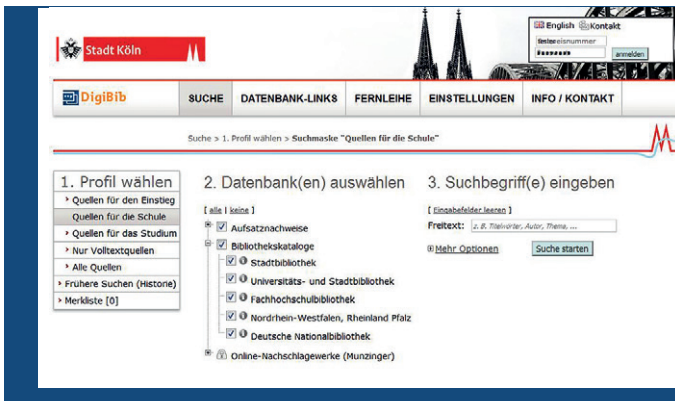 English Kontakt
Stadt Köln
anmelden
DigiBib
SUCHE DATENBANK-LINKS FERNLEIHE EINSTELLUNGEN INFO / KONTAKT
Suche > 1. Profil wählen > Suchmaske "Quellen für die Schule"
1. Profil wählen
Quellen für den Einstieg
Quellen für die Schule
Quellen für das Studium
Nur Volltextquellen
Alle Quellen
Frühere Suchen (Historie)
Merkliste [0]
2. Datenbank(en) auswählen
[ alle | keine ]
Aufsatznachweise
Bibliothekskataloge
Stadtbibliothek
Universitäts- und Stadtbibliothek
Fachhochschulbibliothek
Nordrhein-Westfalen, Rheinland Pfalz
Deutsche Nationalbibliothek
Online-Nachschlagewerke (Munzinger)
3. Suchbegriff(e) eingeben
[ Eingabefelder leeren ]
Freitext: z. B. Titelwörter, Autor, Thema, ...
Mehr Optionen Suche starten